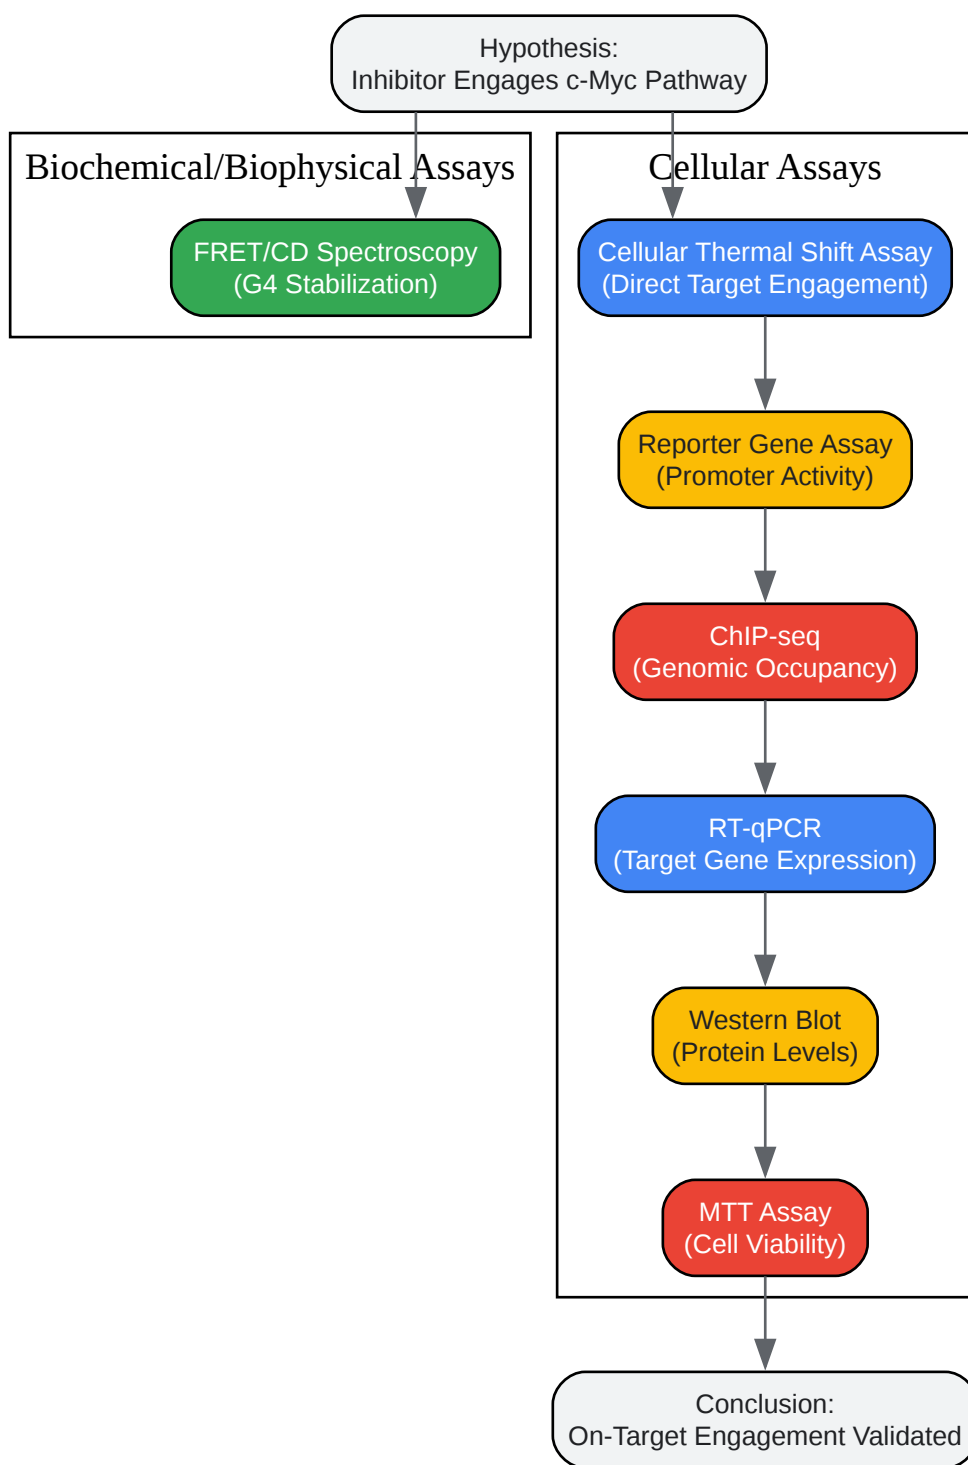 Hypothesis:
Inhibitor Engages c-Myc Pathway
Biochemical/Biophysical Assays
FRET/CD Spectroscopy
(G4 Stabilization)
Cellular Assays
Cellular Thermal Shift Assay
(Direct Target Engagement)
Reporter Gene Assay
(Promoter Activity)
ChIP-seq
(Genomic Occupancy)
RT-qPCR
(Target Gene Expression)
Western Blot
(Protein Levels)
MTT Assay
(Cell Viability)
Conclusion:
On-Target Engagement Validated